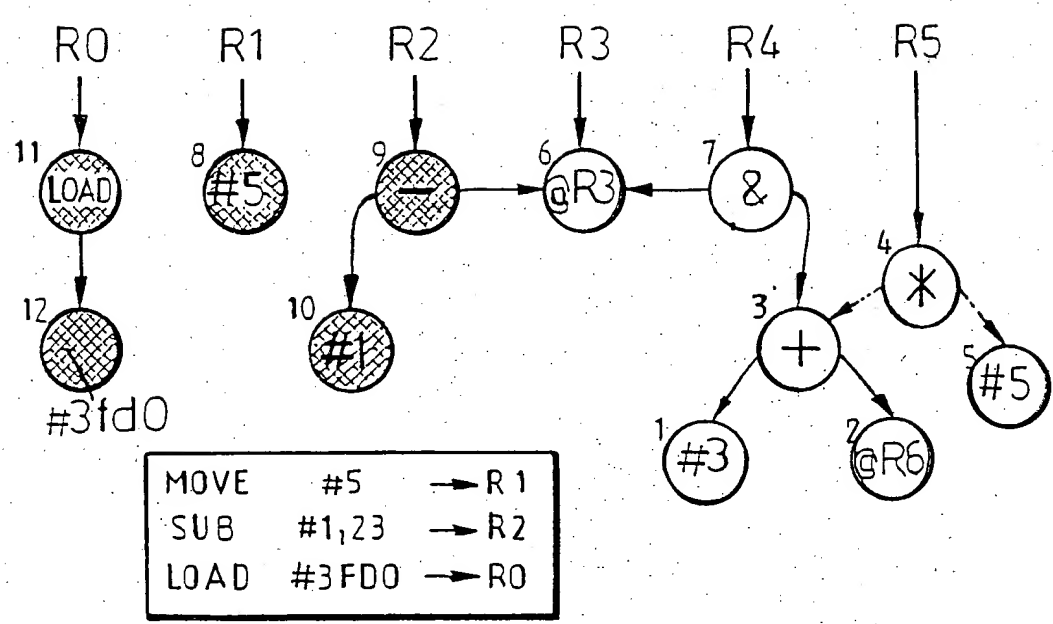 R0 R1 R2 R3 R4 R5
11 LOAD
8 #5
9 −
6 @R3
7 &
4 *
12
#3fd0
10 #1
3 +
5 #5
1 #3
2 @R6
MOVE #5 → R1
SUB #1,23 → R2
LOAD #3FD0 → R0